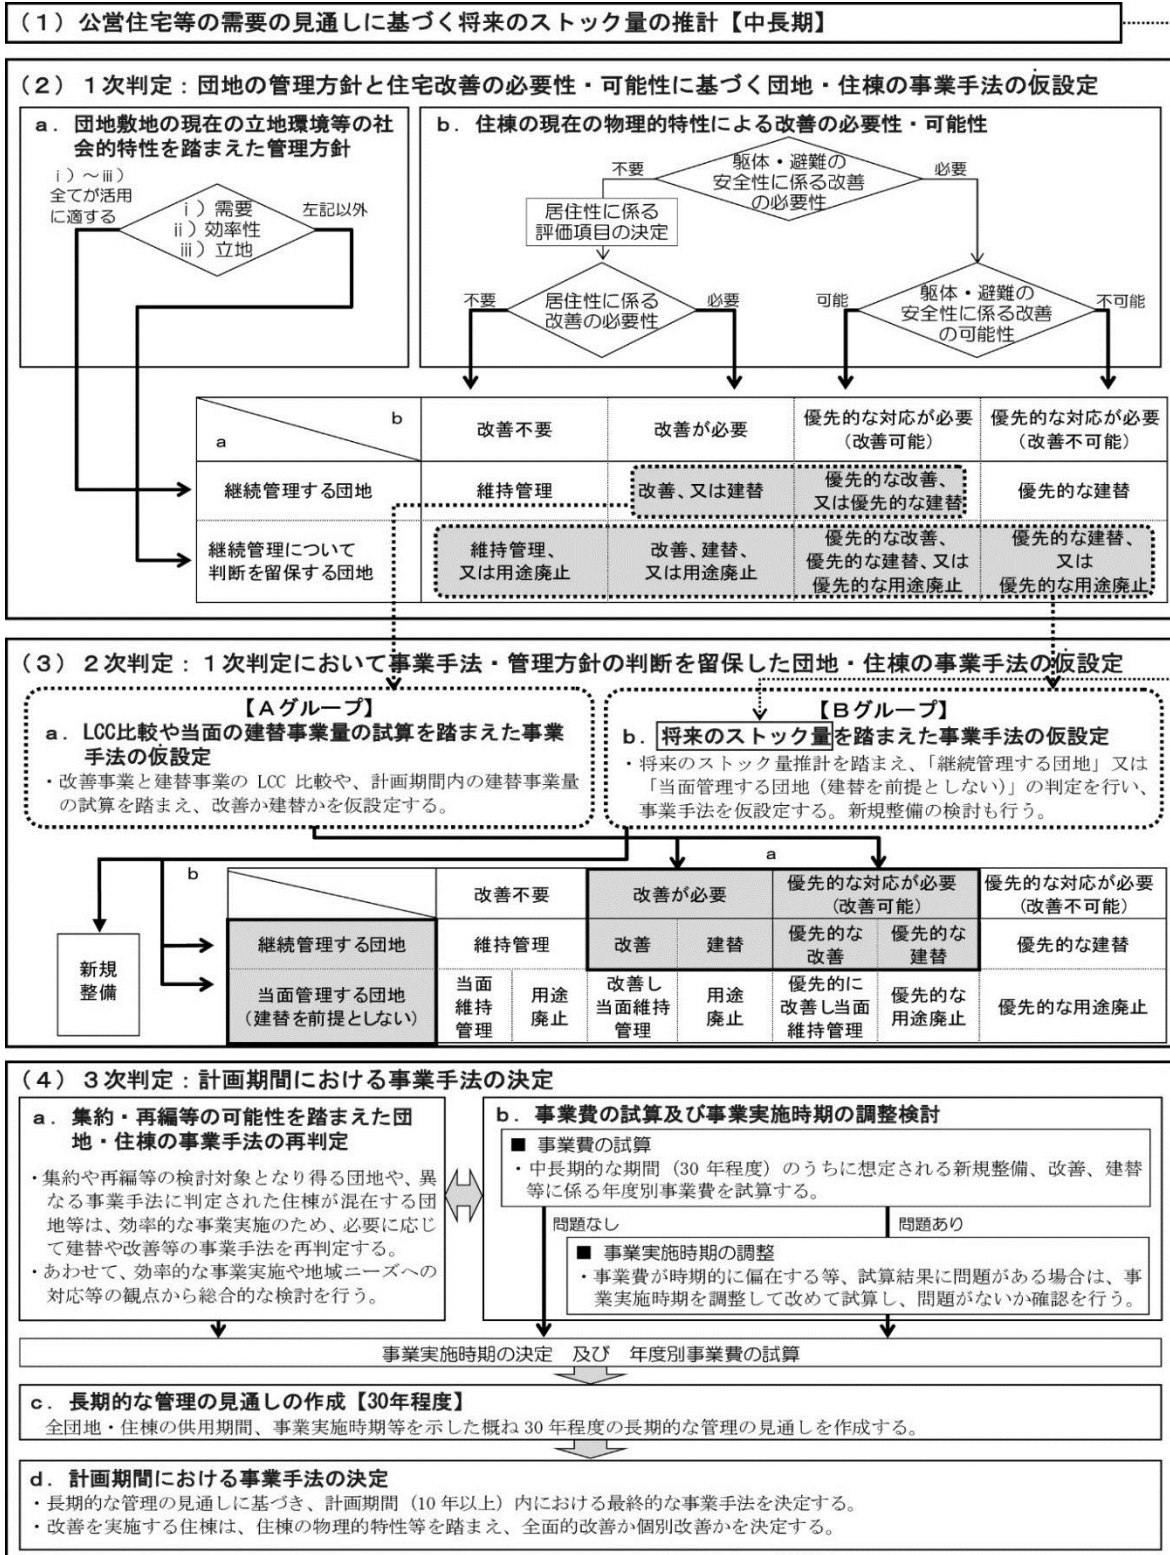 (1) 公営住宅等の需要の見通しに基づく将来のストック量の推計【中長期】
(2) 1次判定：団地の管理方針と住宅改善の必要性・可能性に基づく団地・住棟の事業手法の仮設定
a．団地敷地の現在の立地環境等の社
会的特性を踏まえた管理方針
ⅰ）～ⅲ）
全てが活用
に適する
ⅰ）需要
ⅱ）効率性
ⅲ）立地
左記以外
b．住棟の現在の物理的特性による改善の必要性・可能性
不要
躯体・避難の
安全性に係る改善
の必要性
必要
居住性に係る
評価項目の決定
不要
居住性に係る
改善の必要性
必要
可能
躯体・避難の
安全性に係る改善
の可能性
不可能
b
a
改善不要
改善が必要
優先的な対応が必要
（改善可能）
優先的な対応が必要
（改善不可能）
継続管理する団地
維持管理
改善、又は建替
優先的な改善、
又は優先的な建替
優先的な建替
継続管理について
判断を留保する団地
維持管理、
又は用途廃止
改善、建替、
又は用途廃止
優先的な改善、
優先的な建替、又は
優先的な用途廃止
優先的な建替、
又は
優先的な用途廃止
(3) 2次判定：1次判定において事業手法・管理方針の判断を留保した団地・住棟の事業手法の仮設定
【Aグループ】
a．LCC比較や当面の建替事業量の試算を踏まえた事業
手法の仮設定
・改善事業と建替事業の LCC 比較や、計画期間内の建替事業量
の試算を踏まえ、改善か建替かを仮設定する。
【Bグループ】
b．将来のストック量を踏まえた事業手法の仮設定
・将来のストック量推計を踏まえ、「継続管理する団地」又は
「当面管理する団地（建替を前提としない）」の判定を行い、
事業手法を仮設定する。新規整備の検討も行う。
a
b
改善不要
改善が必要
優先的な対応が必要
（改善可能）
優先的な対応が必要
（改善不可能）
新規
整備
継続管理する団地
維持管理
改善
建替
優先的な
改善
優先的な
建替
優先的な建替
当面管理する団地
（建替を前提としない）
当面
維持
管理
用途
廃止
改善し
当面維持
管理
用途
廃止
優先的に
改善し当面
維持管理
優先的な
用途廃止
優先的な用途廃止
(4) 3次判定：計画期間における事業手法の決定
a．集約・再編等の可能性を踏まえた団
地・住棟の事業手法の再判定
・集約や再編等の検討対象となり得る団地や、異
なる事業手法に判定された住棟が混在する団
地等は、効率的な事業実施のため、必要に応じ
て建替や改善等の事業手法を再判定する。
・あわせて、効率的な事業実施や地域ニーズへの
対応等の観点から総合的な検討を行う。
b．事業費の試算及び事業実施時期の調整検討
■ 事業費の試算
・中長期的な期間（30 年程度）のうちに想定される新規整備、改善、建替
等に係る年度別事業費を試算する。
問題なし
問題あり
■ 事業実施時期の調整
・事業費が時期的に偏在する等、試算結果に問題がある場合は、事
業実施時期を調整して改めて試算し、問題がないか確認を行う。
事業実施時期の決定　及び　年度別事業費の試算
c．長期的な管理の見通しの作成【30年程度】
全団地・住棟の供用期間、事業実施時期等を示した概ね 30 年程度の長期的な管理の見通しを作成する。
d．計画期間における事業手法の決定
・長期的な管理の見通しに基づき、計画期間（10 年以上）内における最終的な事業手法を決定する。
・改善を実施する住棟は、住棟の物理的特性等を踏まえ、全面的改善か個別改善かを決定する。